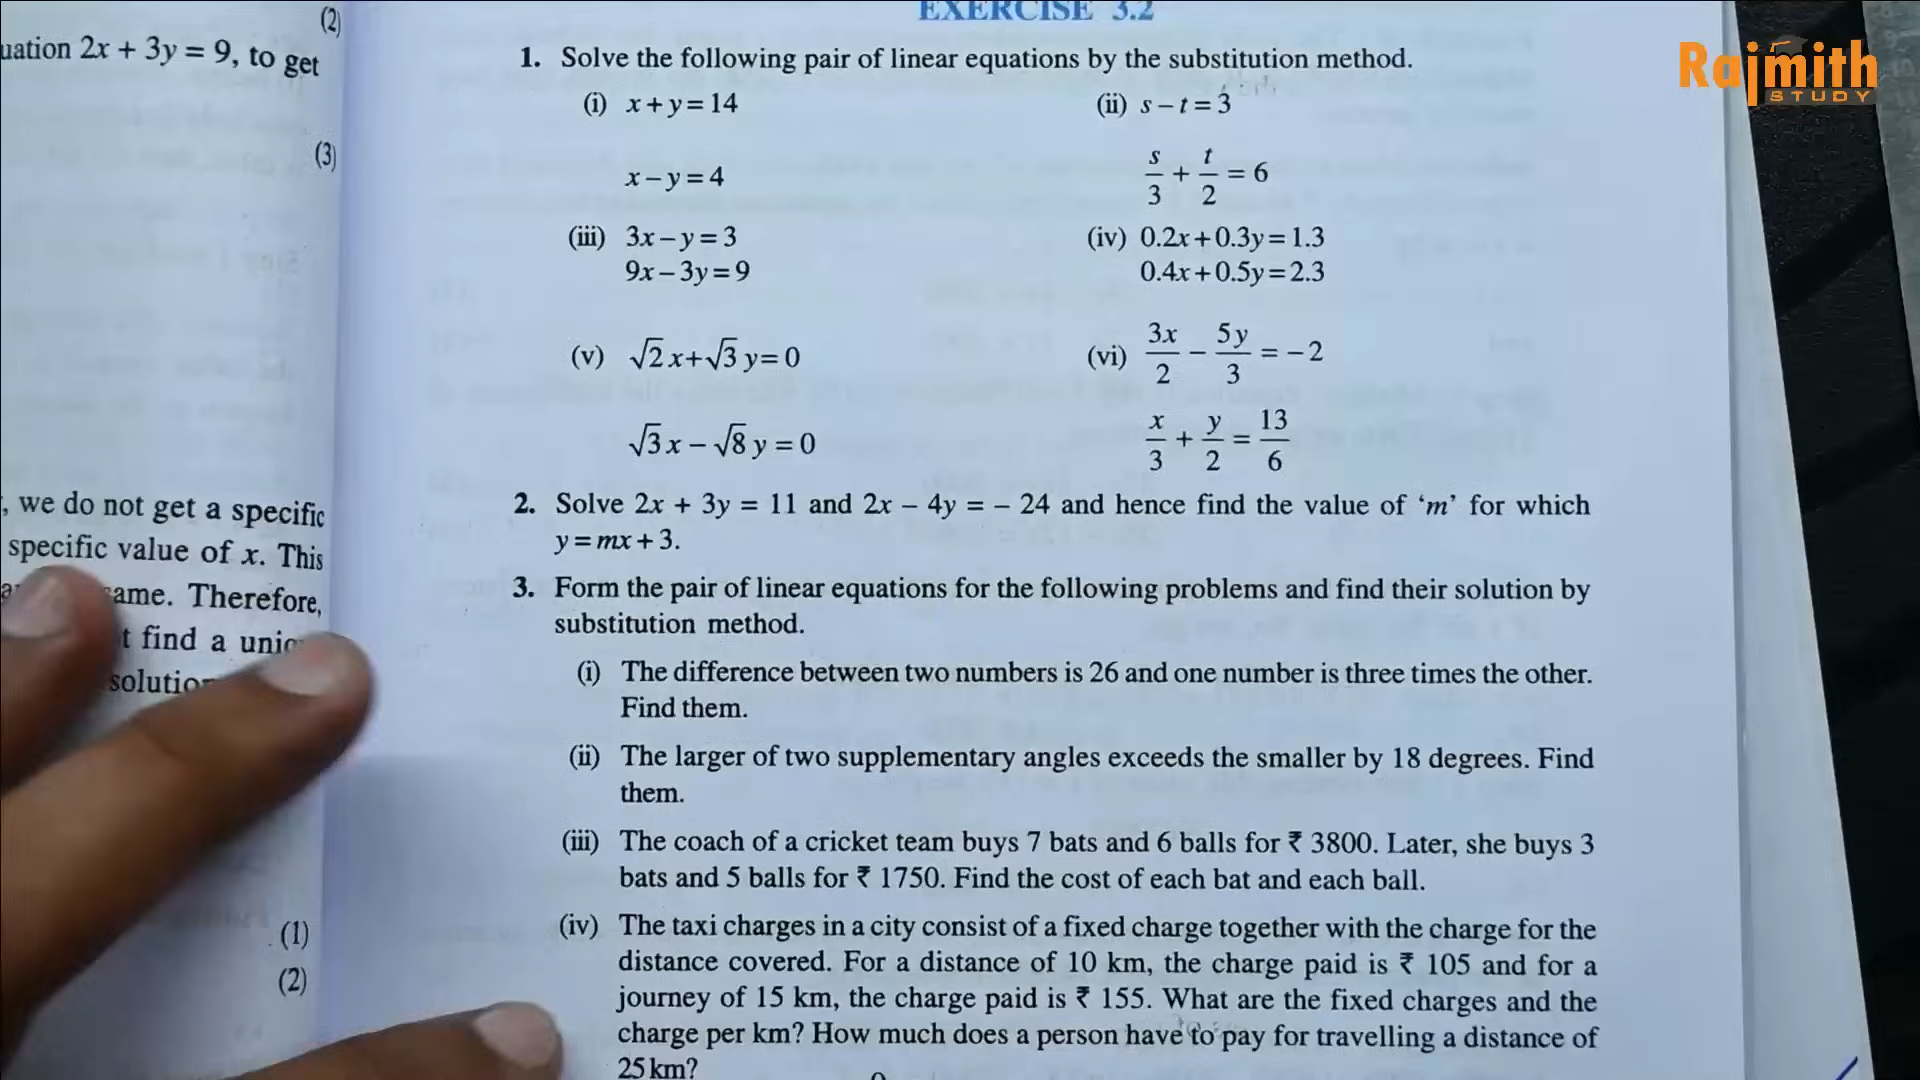 (2)
uation 2x + 3y = 9, to get
(3)
, we do not get a specific
specific value of x. This
ame. Therefore,
t find a
(1)
(2)
EXERCISE 3.2
1. Solve the following pair of linear equations by the substitution method.
(i) x + y = 14
x – y = 4
(ii) s – t = 3
s/3 + t/2 = 6
(iii) 3x – y = 3
9x – 3y = 9
(iv) 0.2x + 0.3y = 1.3
0.4x + 0.5y = 2.3
(v) √2 x + √3 y = 0
√3 x – √8 y = 0
(vi) 3x/2 – 5y/3 = – 2
x/3 + y/2 = 13/6
2. Solve 2x + 3y = 11 and 2x – 4y = – 24 and hence find the value of ‘m’ for which
y = mx + 3.
3. Form the pair of linear equations for the following problems and find their solution by
substitution method.
(i) The difference between two numbers is 26 and one number is three times the other.
Find them.
(ii) The larger of two supplementary angles exceeds the smaller by 18 degrees. Find
them.
(iii) The coach of a cricket team buys 7 bats and 6 balls for ₹ 3800. Later, she buys 3
bats and 5 balls for ₹ 1750. Find the cost of each bat and each ball.
(iv) The taxi charges in a city consist of a fixed charge together with the charge for the
distance covered. For a distance of 10 km, the charge paid is ₹ 105 and for a
journey of 15 km, the charge paid is ₹ 155. What are the fixed charges and the
charge per km? How much does a person have to pay for travelling a distance of
25 km?
Rajmith
STUDY